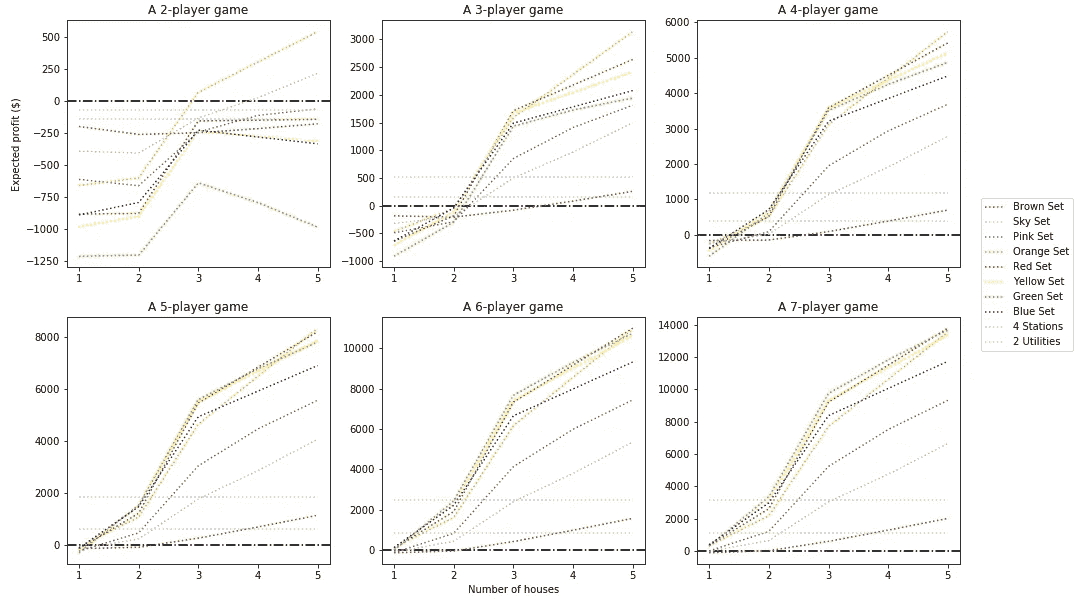 A 2-player game
A 3-player game
A 4-player game
Expected profit ($)
500
250
0
−250
−500
−750
−1000
−1250
1 2 3 4 5
3000
2500
2000
1500
1000
500
0
−500
−1000
1 2 3 4 5
6000
5000
4000
3000
2000
1000
0
1 2 3 4 5
Brown Set
Sky Set
Pink Set
Orange Set
Red Set
Yellow Set
Green Set
Blue Set
4 Stations
2 Utilities
A 5-player game
A 6-player game
A 7-player game
8000
6000
4000
2000
0
1 2 3 4 5
10000
8000
6000
4000
2000
0
1 2 3 4 5
Number of houses
14000
12000
10000
8000
6000
4000
2000
0
1 2 3 4 5